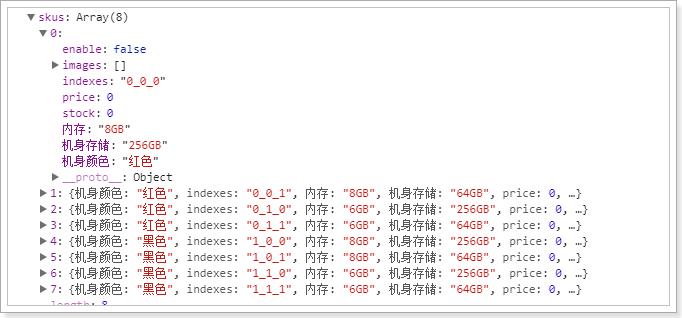 ▼skus: Array(8)
▼0:
enable: false
▶images: []
indexes: "0_0_0"
price: 0
stock: 0
内存: "8GB"
机身存储: "256GB"
机身颜色: "红色"
▶__proto__: Object
▶1: {机身颜色: "红色", indexes: "0_0_1", 内存: "8GB", 机身存储: "64GB", price: 0, …}
▶2: {机身颜色: "红色", indexes: "0_1_0", 内存: "6GB", 机身存储: "256GB", price: 0, …}
▶3: {机身颜色: "红色", indexes: "0_1_1", 内存: "6GB", 机身存储: "64GB", price: 0, …}
▶4: {机身颜色: "黑色", indexes: "1_0_0", 内存: "8GB", 机身存储: "256GB", price: 0, …}
▶5: {机身颜色: "黑色", indexes: "1_0_1", 内存: "8GB", 机身存储: "64GB", price: 0, …}
▶6: {机身颜色: "黑色", indexes: "1_1_0", 内存: "6GB", 机身存储: "256GB", price: 0, …}
▶7: {机身颜色: "黑色", indexes: "1_1_1", 内存: "6GB", 机身存储: "64GB", price: 0, …}
length: 8